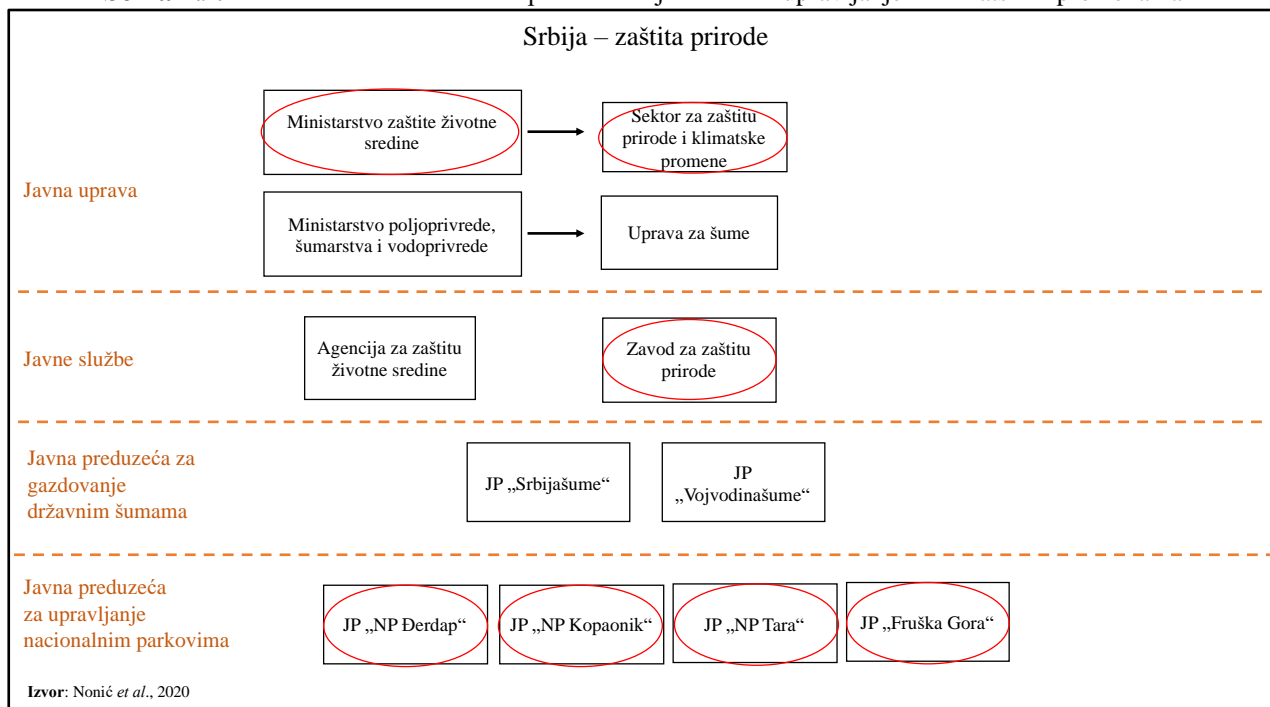 Srbija – zaštita prirode
Ministarstvo zaštite životne
sredine
Sektor za zaštitu
prirode i klimatske
promene
Javna uprava
Ministarstvo poljoprivrede,
šumarstva i vodoprivrede
Uprava za šume
Javne službe
Agencija za zaštitu
životne sredine
Zavod za zaštitu
prirode
Javna preduzeća za
gazdovanje
državnim šumama
JP „Srbijašume“
JP
„Vojvodinašume“
Javna preduzeća
za upravljanje
nacionalnim parkovima
JP „NP Đerdap“
JP „NP Kopaonik“
JP „NP Tara“
JP „Fruška Gora“
Izvor: Nonić et al., 2020